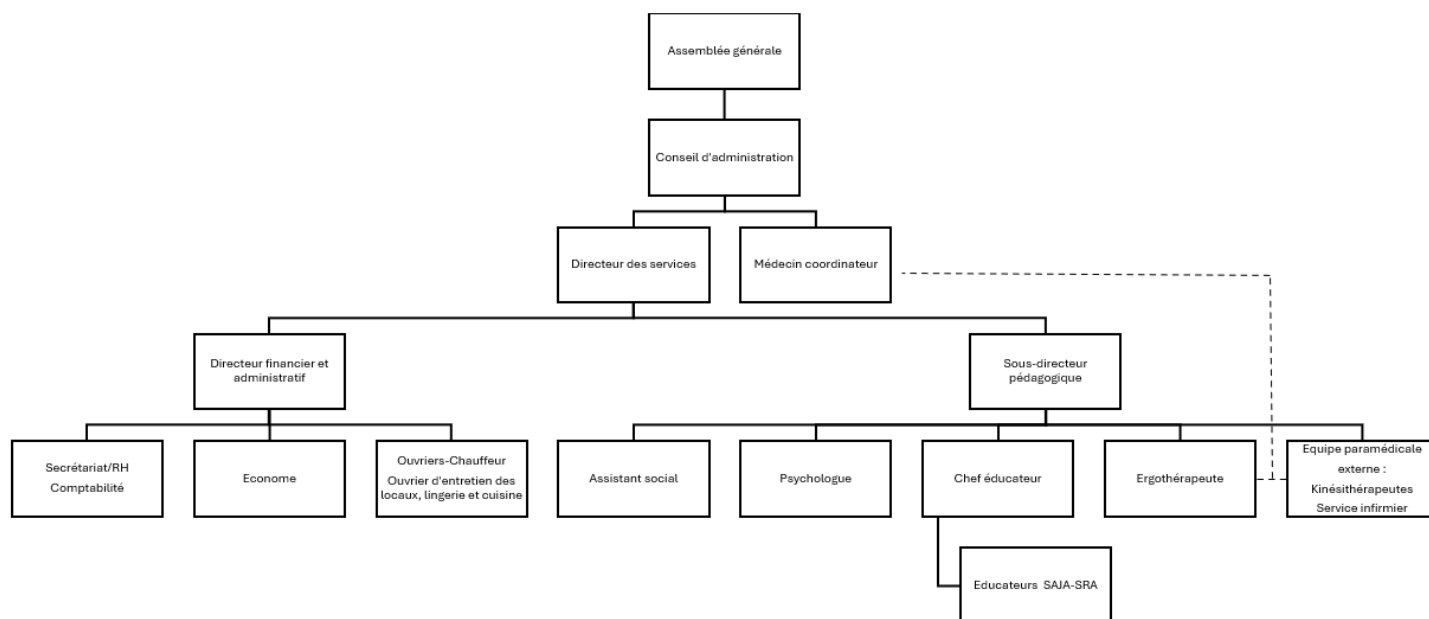 Assemblée générale
Conseil d'administration
Directeur des services
Médecin coordinateur
Directeur financier et
administratif
Sous-directeur
pédagogique
Secrétariat/RH
Comptabilité
Econome
Ouvriers-Chauffeur
Ouvrier d'entretien des
locaux, lingerie et cuisine
Assistant social
Psychologue
Chef éducateur
Ergothérapeute
Equipe paramédicale
externe :
Kinésithérapeutes
Service infirmier
Educateurs SAJA-SRA